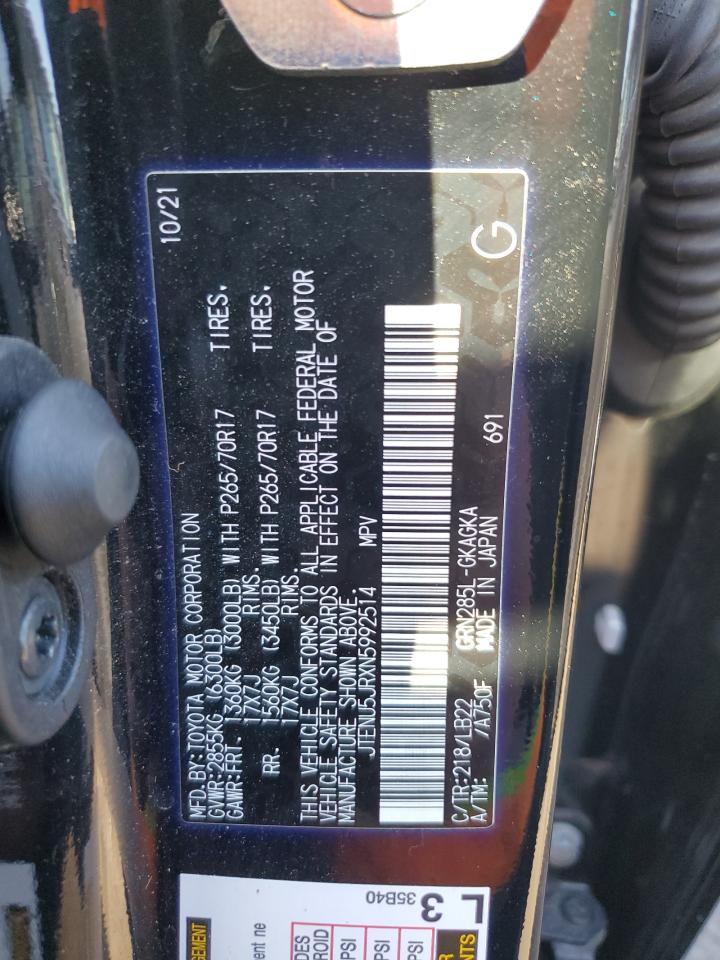 MFD.BY:TOYOTA MOTOR CORPORATION 10/21
GVWR:2855KG (6300LB)
GAWR:FRT. 1360KG (3000LB) WITH P265/70R17 TIRES.
17X7J RIMS.
RR. 1560KG (3450LB) WITH P265/70R17 TIRES.
17X7J RIMS.
THIS VEHICLE CONFORMS TO ALL APPLICABLE FEDERAL MOTOR
VEHICLE SAFETY STANDARDS IN EFFECT ON THE DATE OF
MANUFACTURE SHOWN ABOVE.
JTENU5JRXN5992514 MPV
C/TR:218/LB22 GRN285L-GKAGKA 691 G
A/TM: /A750F MADE IN JAPAN
L 3
35B40
PSI
PSI
PSI